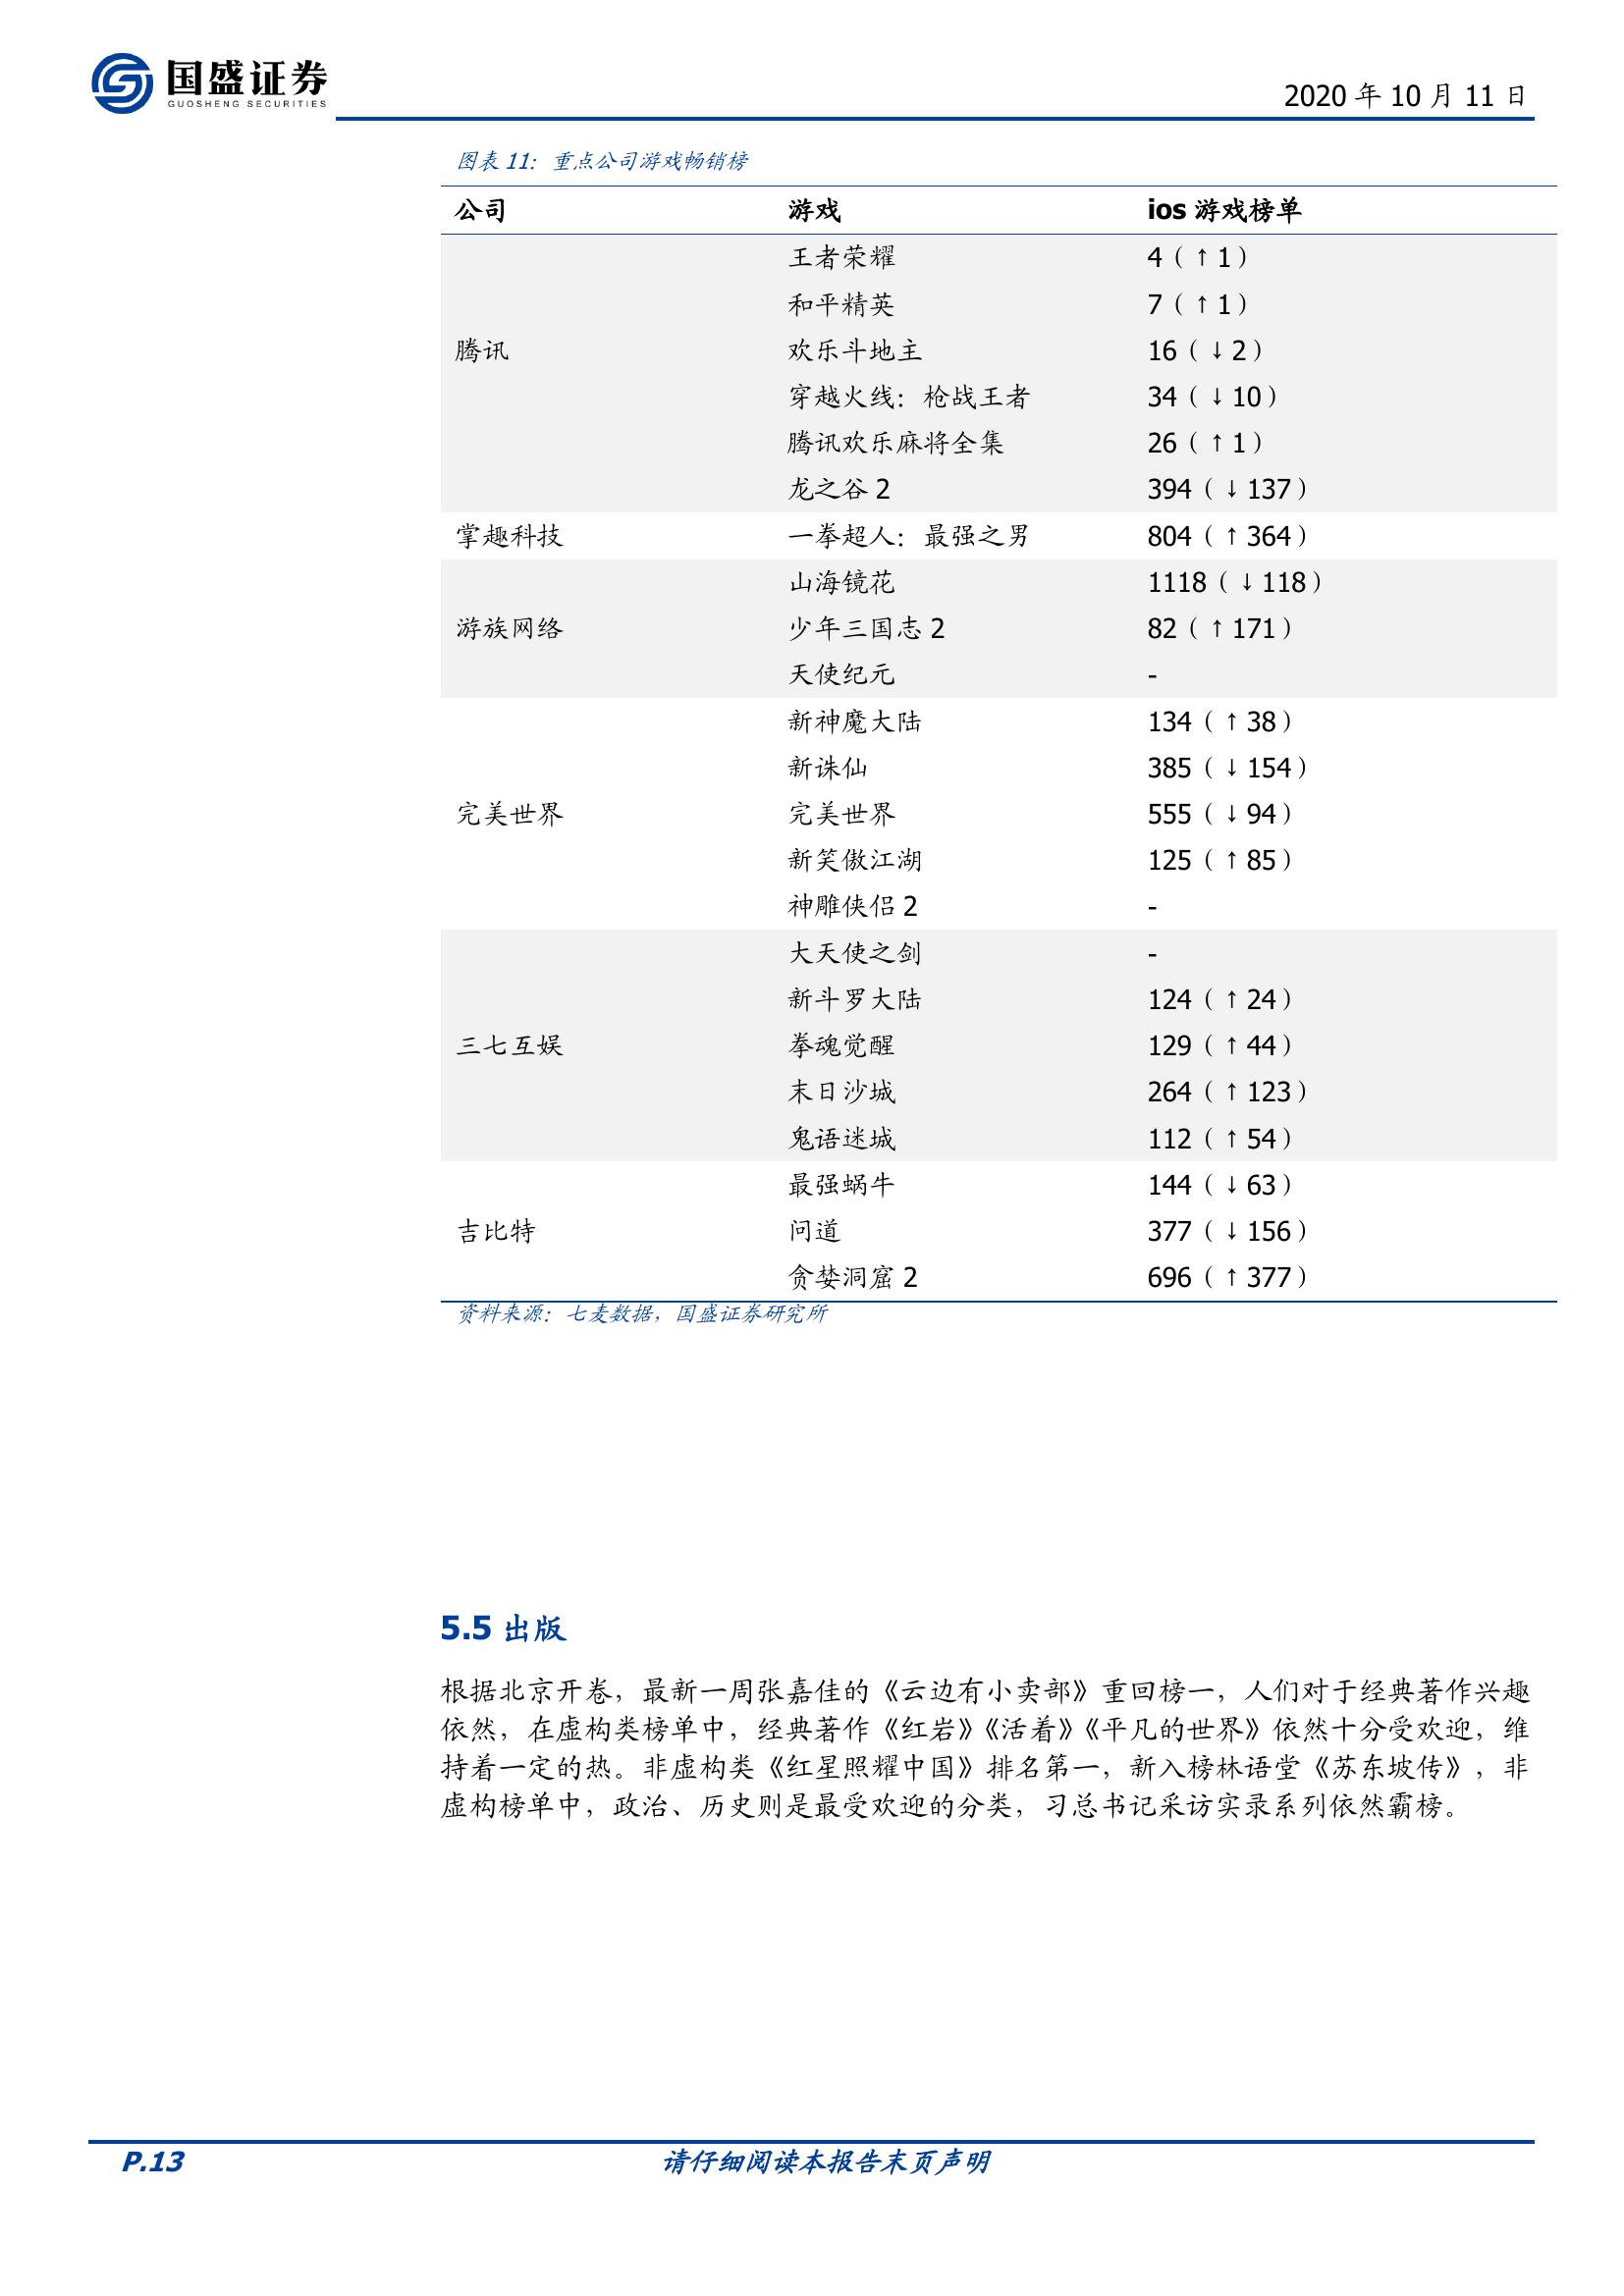 国盛证券
GUOSHENG SECURITIES
2020 年 10 月 11 日
图表 11：重点公司游戏畅销榜
公司 游戏 ios 游戏榜单
王者荣耀 4（↑1）
和平精英 7（↑1）
腾讯 欢乐斗地主 16（↓2）
穿越火线：枪战王者 34（↓10）
腾讯欢乐麻将全集 26（↑1）
龙之谷 2 394（↓137）
掌趣科技 一拳超人：最强之男 804（↑364）
山海镜花 1118（↓118）
游族网络 少年三国志 2 82（↑171）
天使纪元 -
新神魔大陆 134（↑38）
新诛仙 385（↓154）
完美世界 完美世界 555（↓94）
新笑傲江湖 125（↑85）
神雕侠侣 2 -
大天使之剑 -
新斗罗大陆 124（↑24）
三七互娱 拳魂觉醒 129（↑44）
末日沙城 264（↑123）
鬼语迷城 112（↑54）
最强蜗牛 144（↓63）
吉比特 问道 377（↓156）
贪婪洞窟 2 696（↑377）
资料来源：七麦数据，国盛证券研究所
5.5 出版
根据北京开卷，最新一周张嘉佳的《云边有小卖部》重回榜一，人们对于经典著作兴趣
依然，在虚构类榜单中，经典著作《红岩》《活着》《平凡的世界》依然十分受欢迎，维
持着一定的热。非虚构类《红星照耀中国》排名第一，新入榜林语堂《苏东坡传》，非
虚构榜单中，政治、历史则是最受欢迎的分类，习总书记采访实录系列依然霸榜。
P.13 请仔细阅读本报告末页声明